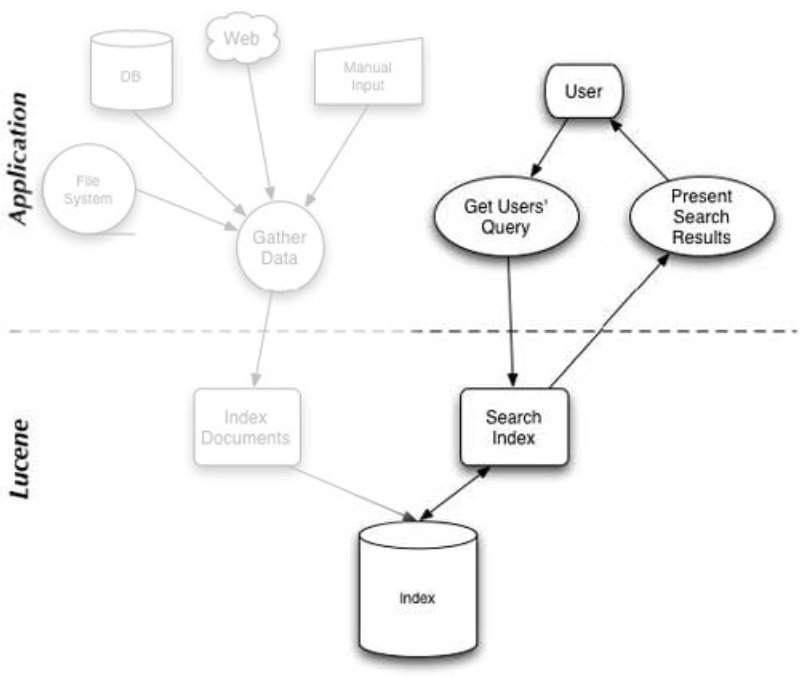 Application
DB
Web
Manual
Input
User
File
System
Gather
Data
Get Users'
Query
Present
Search
Results
Lucene
Index
Documents
Search
Index
Index